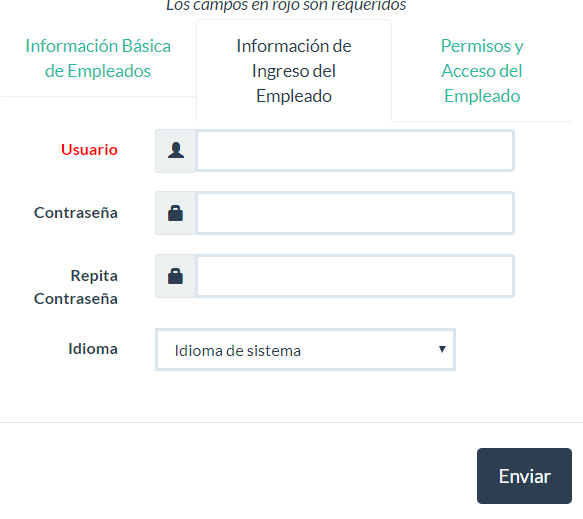 Los campos en rojo son requeridos
Información Básica
de Empleados
Información de
Ingreso del
Empleado
Permisos y
Acceso del
Empleado
Usuario
Contraseña
Repita
Contraseña
Idioma
Idioma de sistema
Enviar